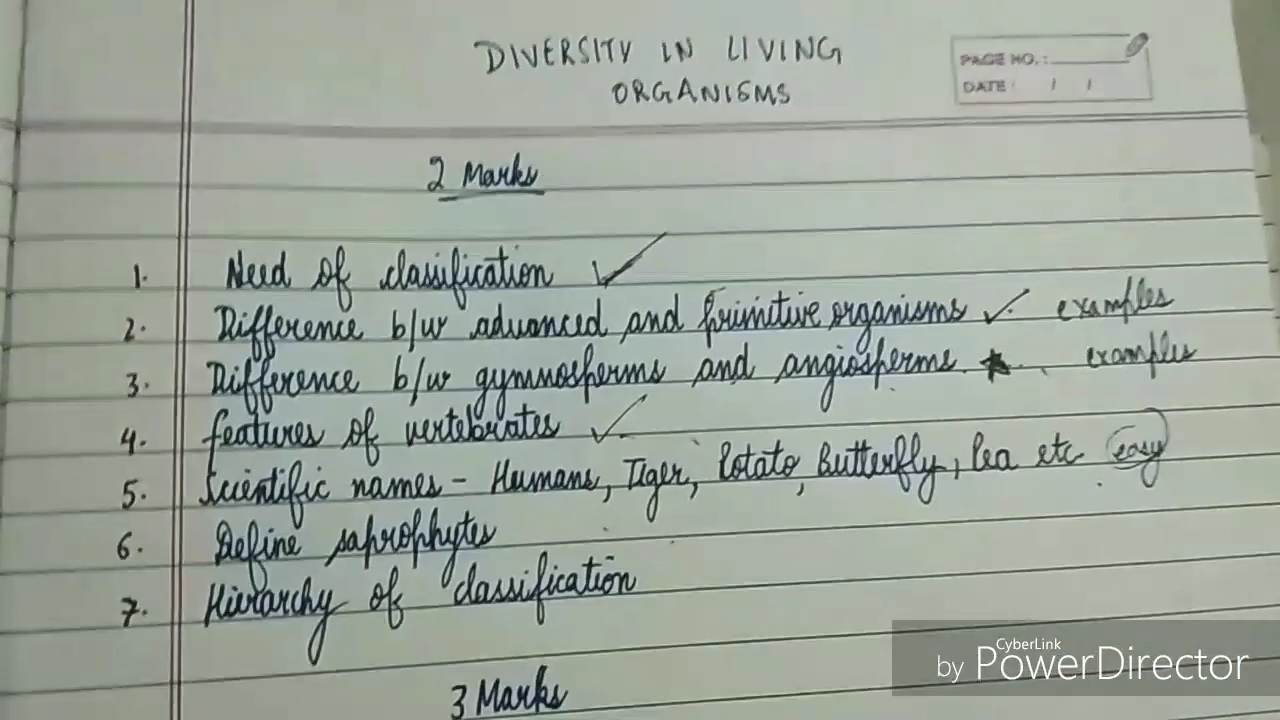 DIVERSITY IN LIVING
ORGANISMS
PAGE NO.:
DATE: / /
2 Marks
1. Need of classification ✓
2. Difference b/w advanced and primitive organisms ✓ examples
3. Difference b/w gymnosperms and angiosperms. ★ examples
4. features of vertebrates ✓
5. Scientific names - Humans, Tiger, Potato, Butterfly, Pea etc (easy)
6. Define saprophytes
7. Hierarchy of classification
3 Marks
CyberLink
by PowerDirector